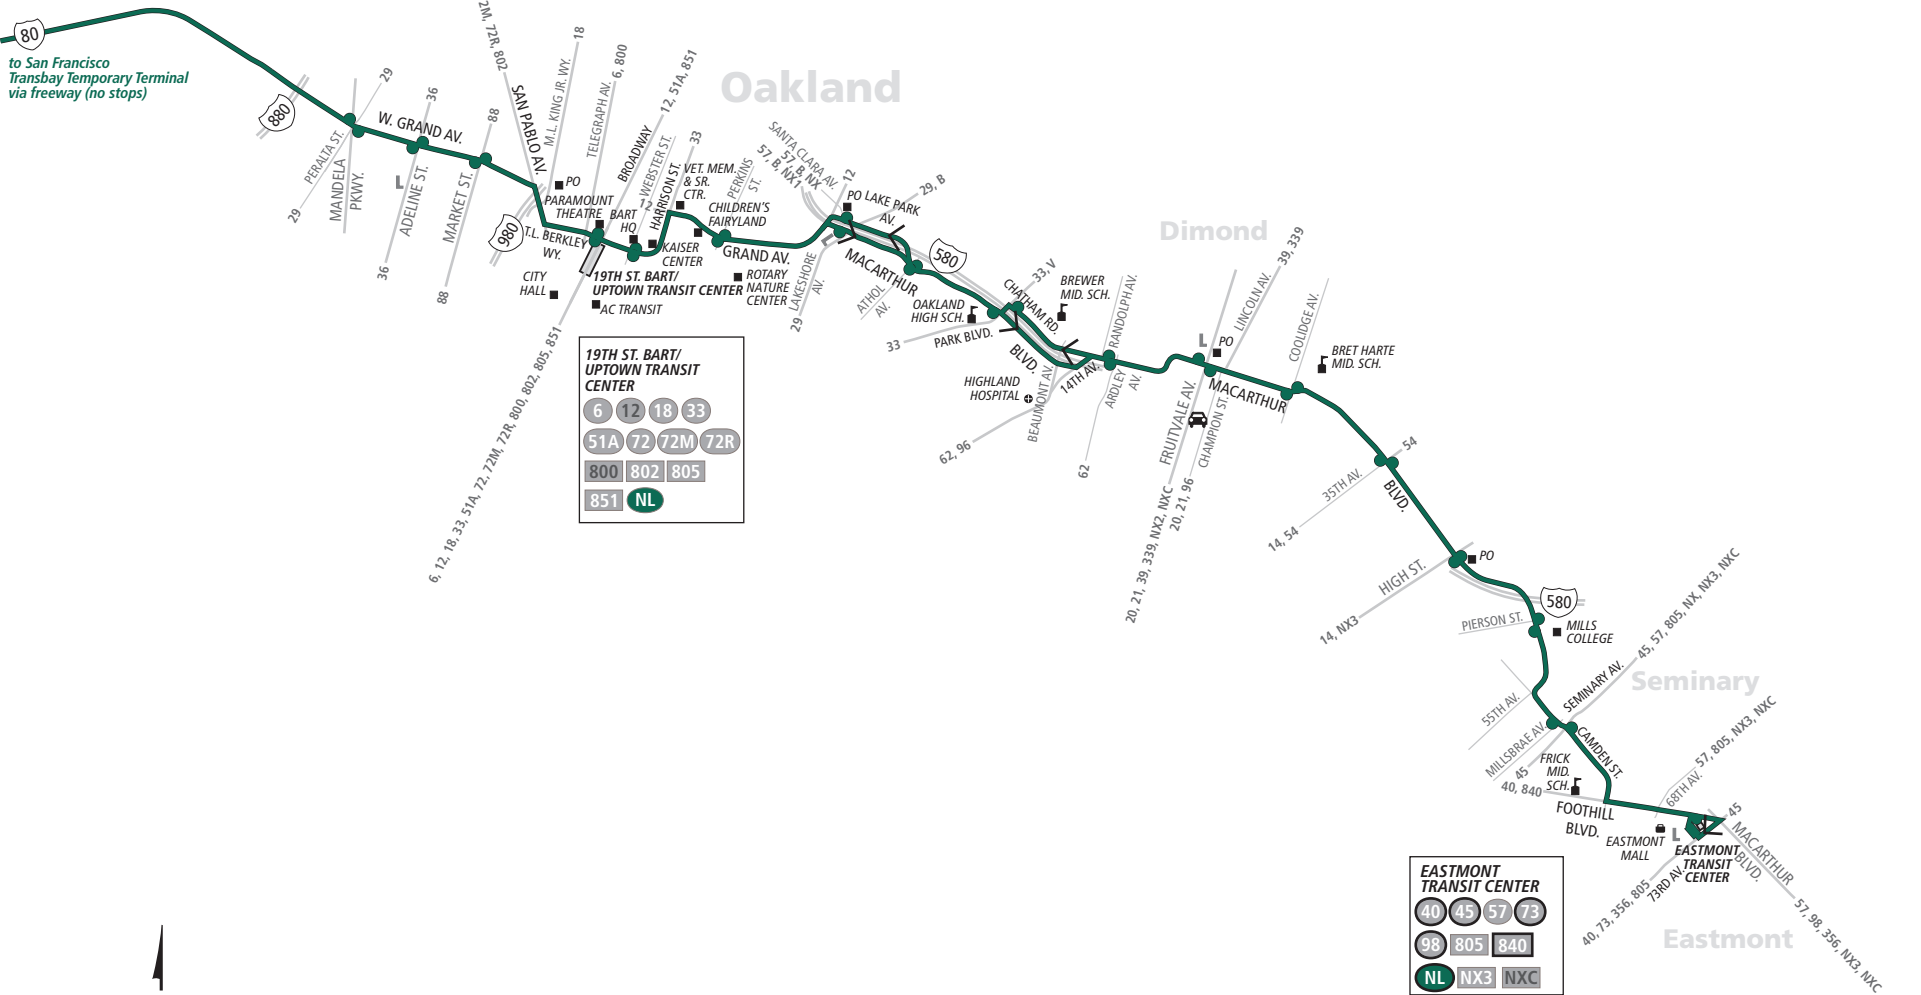 80
to San Francisco
Transbay Temporary Terminal
via freeway (no stops)
880
29
PERALTA ST.
29
MANDELA
PKWY.
W. GRAND AV.
36
L
ADELINE ST.
36
88
MARKET ST.
88
2M, 72R, 802
SAN PABLO AV.
18
M.L. KING JR. WY.
6, 800
TELEGRAPH AV.
12, 51A, 851
BROADWAY
PO
PARAMOUNT
THEATRE
980
T.L. BERKLEY
WY.
CITY
HALL
BART
HQ
WEBSTER ST.
12
HARRISON ST.
33
VET. MEM.
& SR.
CTR.
PERKINS
ST.
CHILDREN'S
FAIRYLAND
KAISER
CENTER
GRAND AV.
19TH ST. BART/
UPTOWN TRANSIT CENTER
AC TRANSIT
ROTARY
NATURE
CENTER
6, 12, 18, 33, 51A, 72, 72M, 72R, 800, 802, 805, 851
Oakland
SANTA CLARA AV.
57, B, NX
57, B, NX1
12
PO
LAKE PARK
AV.
29, B
L
LAKESHORE
AV.
29
MACARTHUR
580
ATHOL
AV.
OAKLAND
HIGH SCH.
33
PARK BLVD.
33, V
CHATHAM RD.
BREWER
MID. SCH.
BLVD.
HIGHLAND
HOSPITAL
BEAUMONT AV.
14TH AV.
62, 96
RANDOLPH AV.
ARDLEY
AV.
62
Dimond
L
PO
LINCOLN AV.
39, 339
FRUITVALE AV.
CHAMPION ST.
MACARTHUR
20, 21, 39, 339, NX2, NXC
20, 21, 96
COOLIDGE AV.
BRET HARTE
MID. SCH.
54
35TH AV.
14, 54
BLVD.
HIGH ST.
14, NX3
PO
580
PIERSON ST.
MILLS
COLLEGE
45, 57, 805, NX, NX3, NXC
SEMINARY AV.
Seminary
55TH AV.
MILLSBRAE AV.
45
CAMDEN ST.
FRICK
MID.
SCH.
40, 840
FOOTHILL
BLVD.
57, 805, NX3, NXC
68TH AV.
45
EASTMONT
MALL
L
EASTMONT
TRANSIT
CENTER
MACARTHUR
BLVD.
73RD AV.
40, 73, 356, 805
57, 98, 356, NX3, NXC
Eastmont
19TH ST. BART/
UPTOWN TRANSIT
CENTER
6 12 18 33
51A 72 72M 72R
800 802 805
851 NL
EASTMONT
TRANSIT CENTER
40 45 57 73
98 805 840
NL NX3 NXC